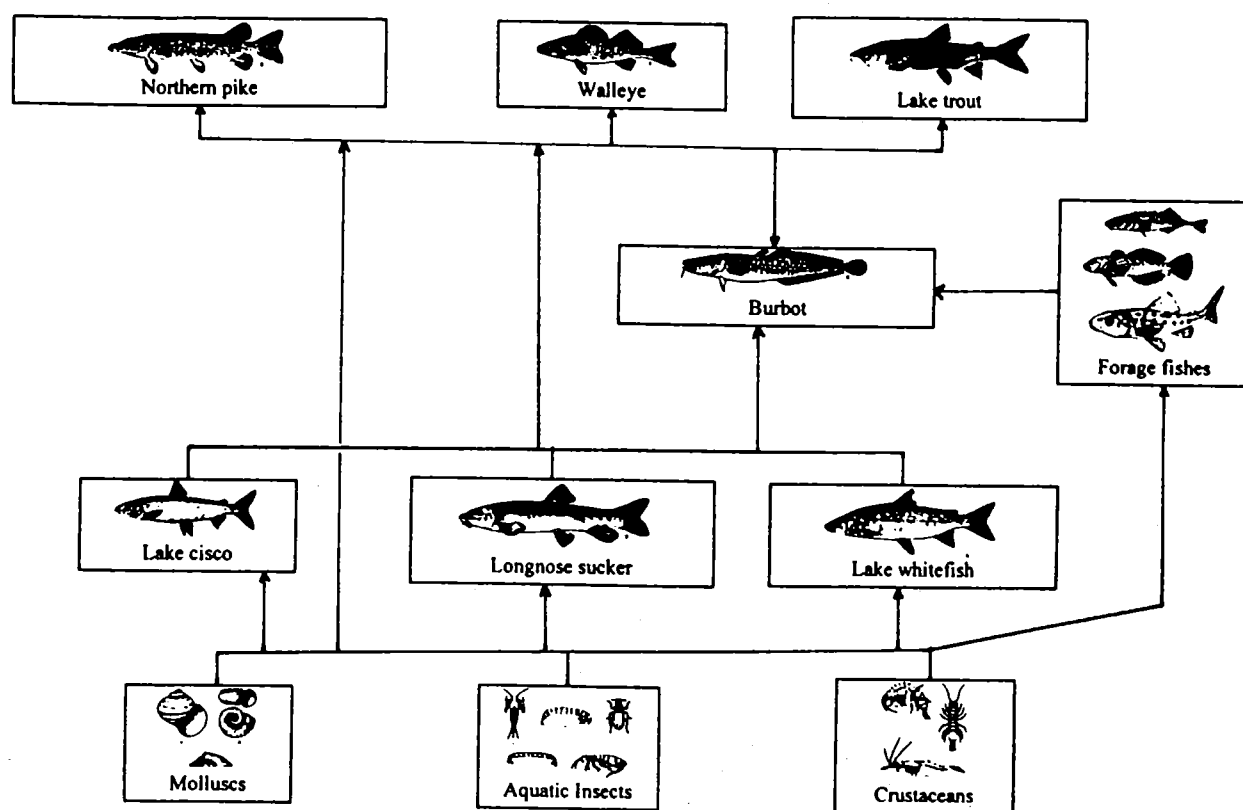 Northern pike
Walleye
Lake trout
Burbot
Forage fishes
Lake cisco
Longnose sucker
Lake whitefish
Molluscs
Aquatic Insects
Crustaceans